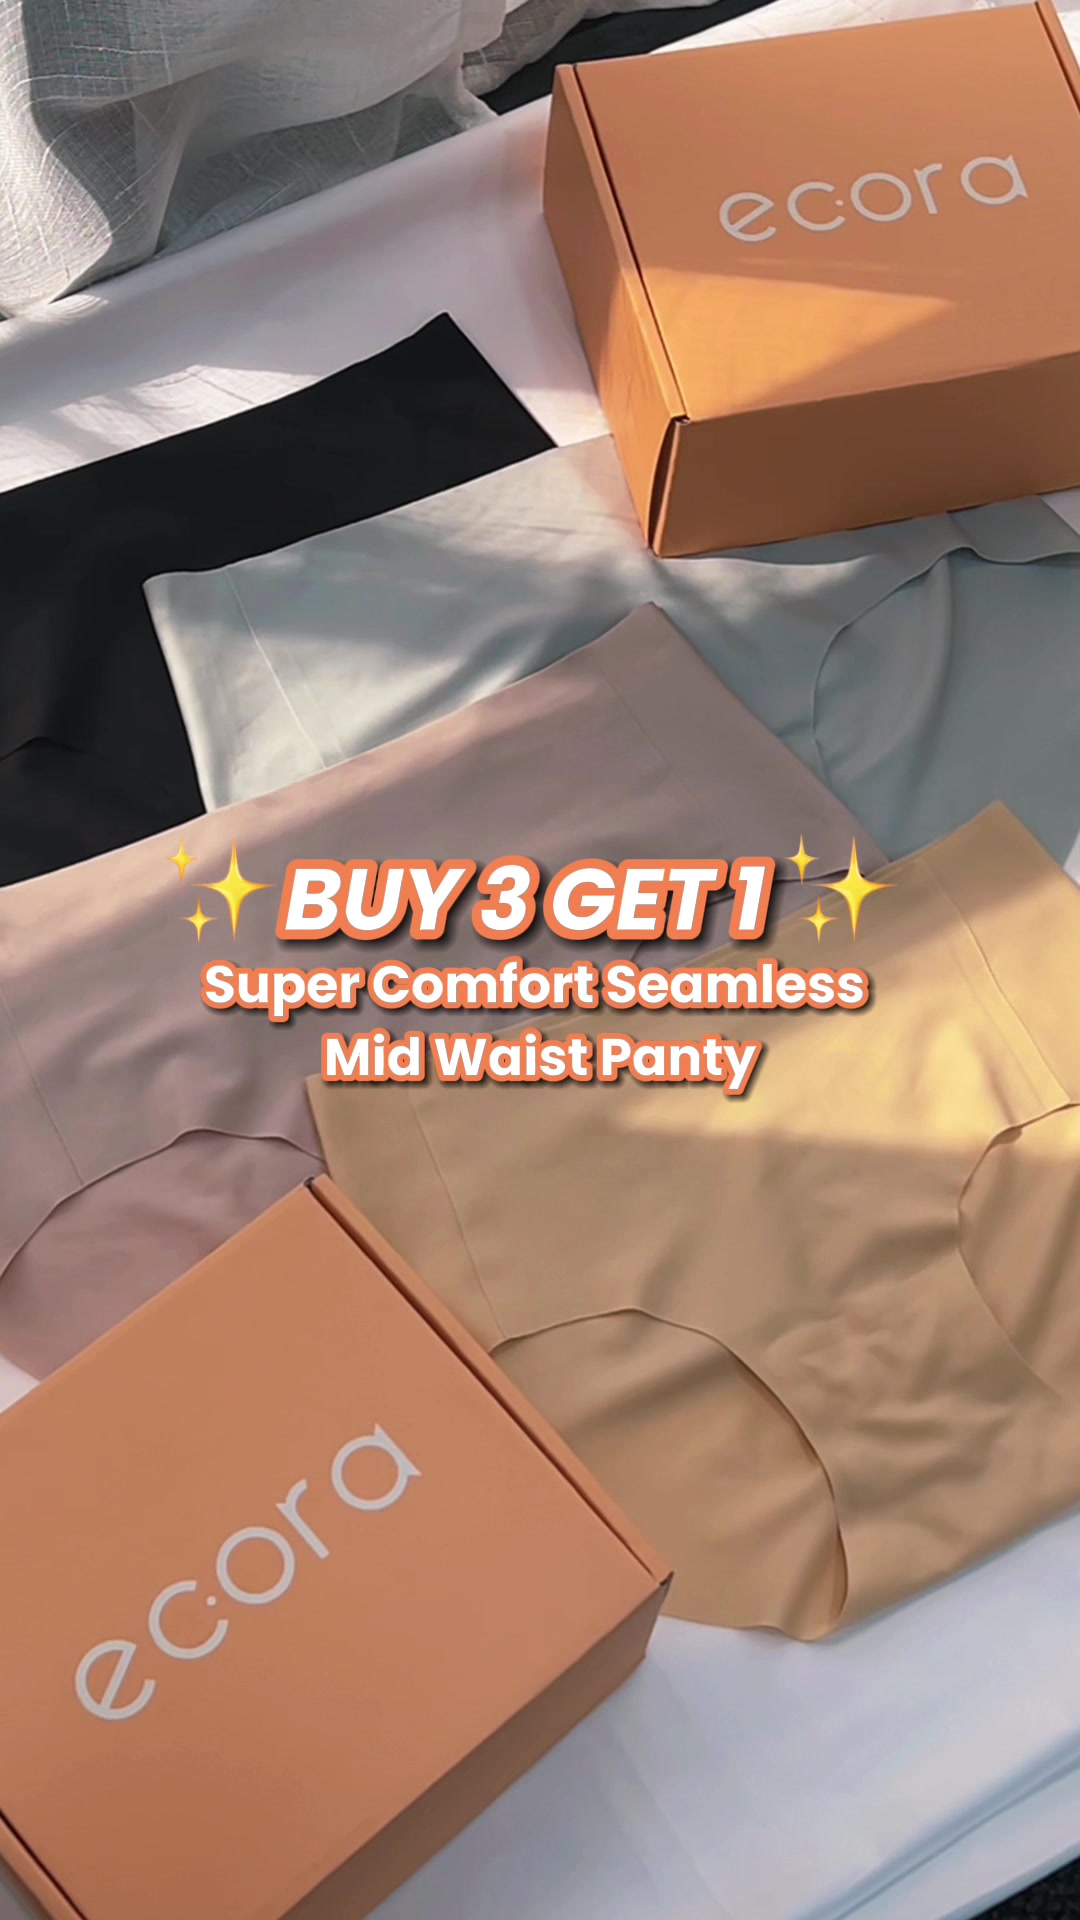 ecora
✨BUY 3 GET 1✨
Super Comfort Seamless
Mid Waist Panty
ecora